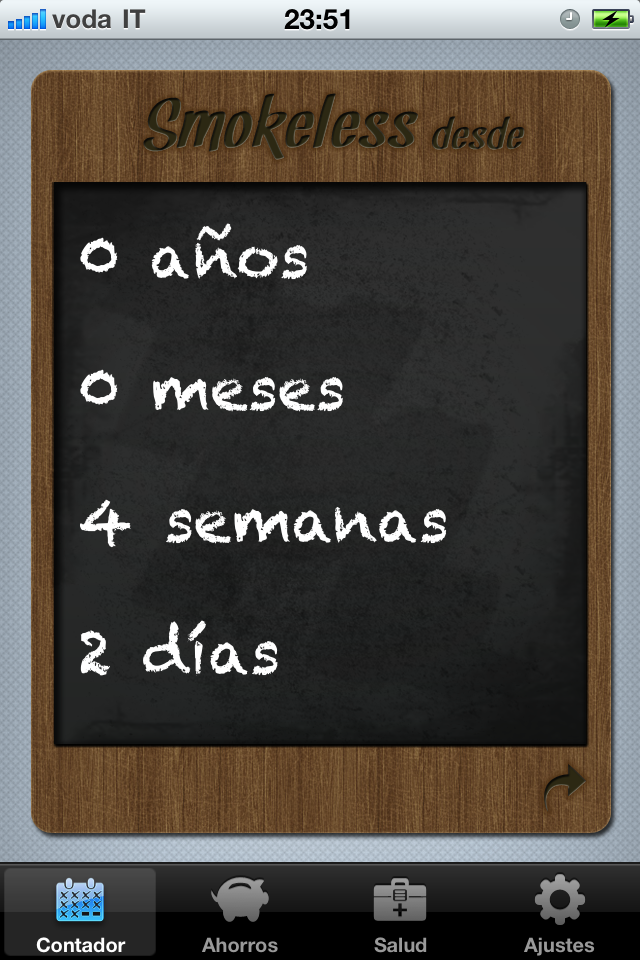 voda IT 23:51
Smokeless desde
0 años
0 meses
4 semanas
2 días
Contador Ahorros Salud Ajustes